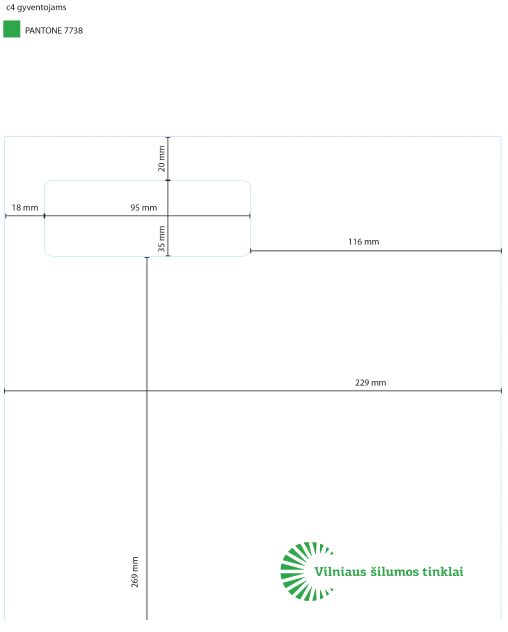 c4 gyventojams
PANTONE 7738
20 mm
18 mm
95 mm
35 mm
116 mm
229 mm
269 mm
Vilniaus šilumos tinklai